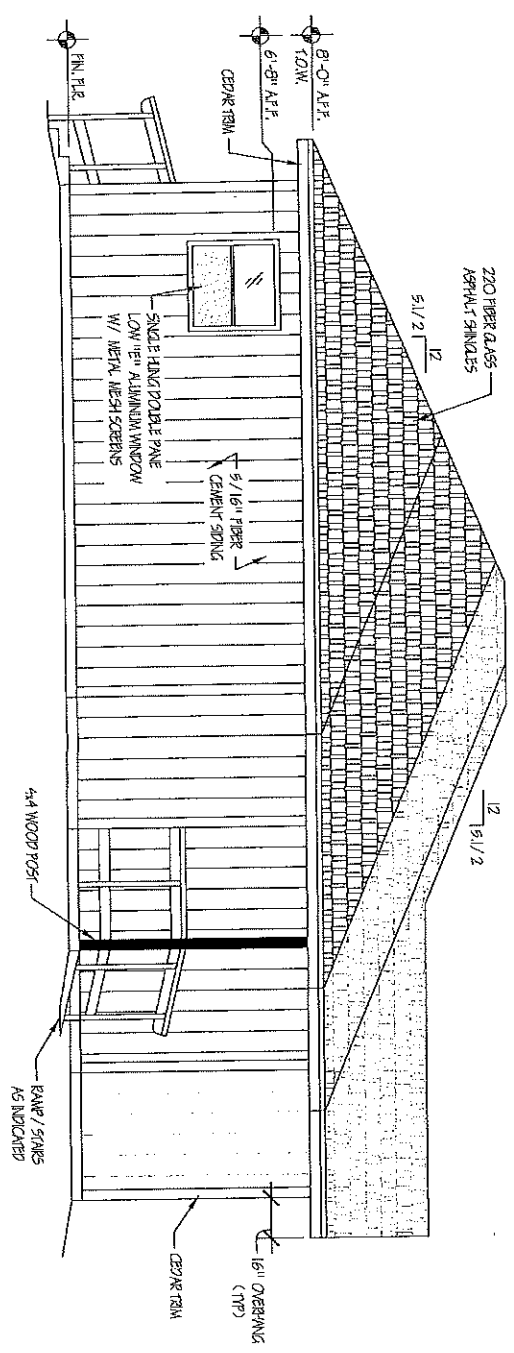 8'-0" A.F.F.
T.O.W.
6'-8" A.F.F.
FIN. FLR.
CEDAR TRIM
220 FIBER GLASS
ASPHALT SHINGLES
12
5.1/2
12
5.1/2
SINGLE HUNG DOUBLE PANE
LOW "E" ALUMINUM WINDOW
W/ METAL MESH SCREENS
5/16" FIBER
CEMENT SIDING
4x4 WOOD POST
RAMP / STAIRS
AS INDICATED
CEDAR TRIM
16" OVERHANG
(TYP)